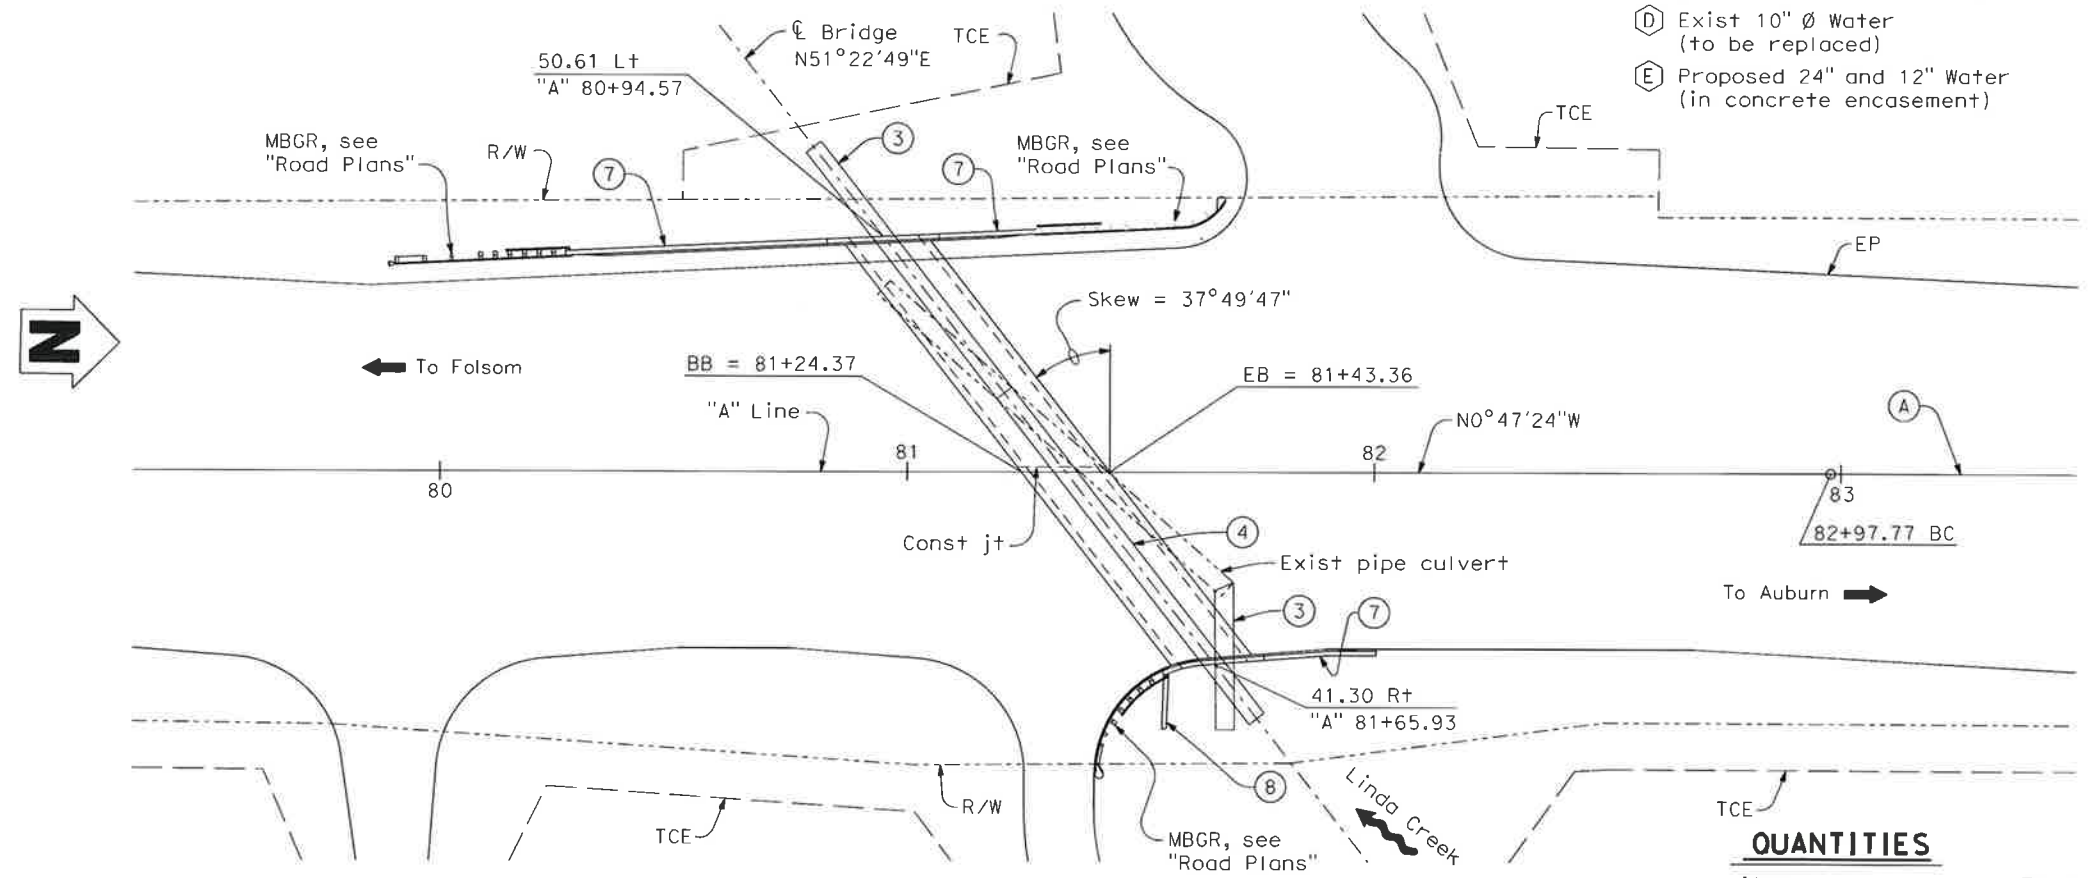 ℄ Bridge
N51°22'49"E
TCE
50.61 Lt
"A" 80+94.57
D Exist 10" Ø Water
(to be replaced)
E Proposed 24" and 12" Water
(in concrete encasement)
TCE
MBGR, see
"Road Plans"
R/W
7
3
7
MBGR, see
"Road Plans"
EP
Skew = 37°49'47"
N
To Folsom
BB = 81+24.37
EB = 81+43.36
"A" Line
N0°47'24"W
A
80
81
82
83
82+97.77 BC
Const jt
4
Exist pipe culvert
To Auburn
3
7
41.30 Rt
"A" 81+65.93
8
R/W
TCE
Linda Creek
TCE
MBGR, see
"Road Plans"
QUANTITIES